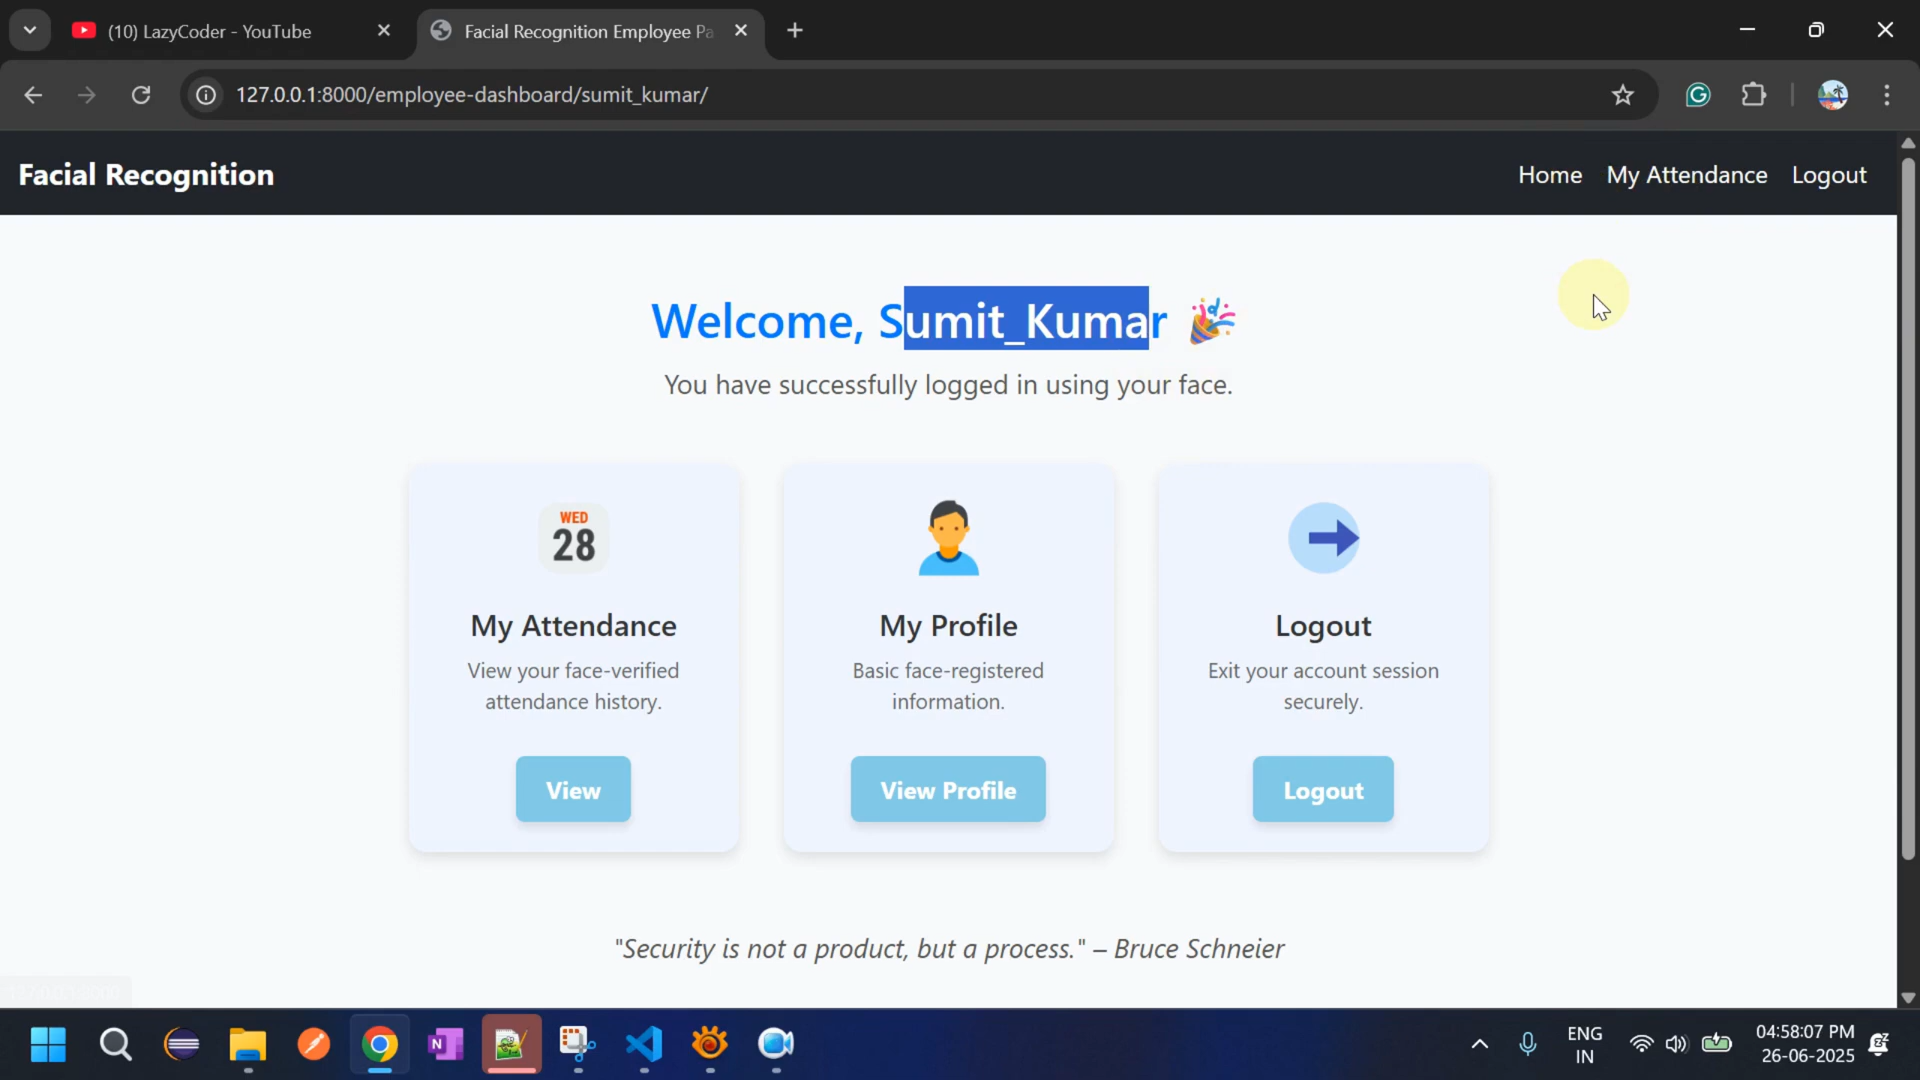 (10) LazyCoder - YouTube
Facial Recognition Employee Pa
127.0.0.1:8000/employee-dashboard/sumit_kumar/
Facial Recognition
Home
My Attendance
Logout
Welcome, Sumit_Kumar 🎉
You have successfully logged in using your face.
WED
28
My Attendance
View your face-verified
attendance history.
View
My Profile
Basic face-registered
information.
View Profile
Logout
Exit your account session
securely.
Logout
"Security is not a product, but a process." – Bruce Schneier
ENG
IN
04:58:07 PM
26-06-2025